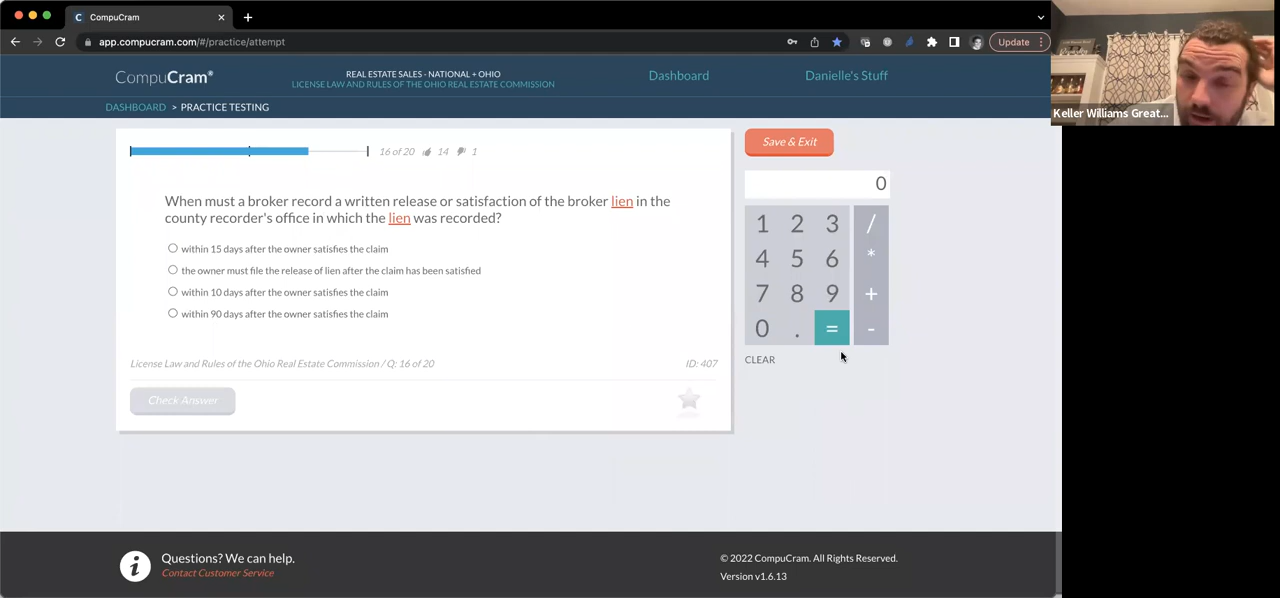 CompuCram
app.compucram.com/#/practice/attempt
Update
CompuCram®
REAL ESTATE SALES - NATIONAL + OHIO
LICENSE LAW AND RULES OF THE OHIO REAL ESTATE COMMISSION
Dashboard
Danielle's Stuff
DASHBOARD > PRACTICE TESTING
Keller Williams Great...
16 of 20 14 1
Save & Exit
0
When must a broker record a written release or satisfaction of the broker lien in the
county recorder's office in which the lien was recorded?
within 15 days after the owner satisfies the claim
the owner must file the release of lien after the claim has been satisfied
within 10 days after the owner satisfies the claim
within 90 days after the owner satisfies the claim
1 2 3 /
4 5 6 *
7 8 9 +
0 . = -
CLEAR
License Law and Rules of the Ohio Real Estate Commission / Q: 16 of 20
ID: 407
Check Answer
Questions? We can help.
Contact Customer Service
© 2022 CompuCram. All Rights Reserved.
Version v1.6.13